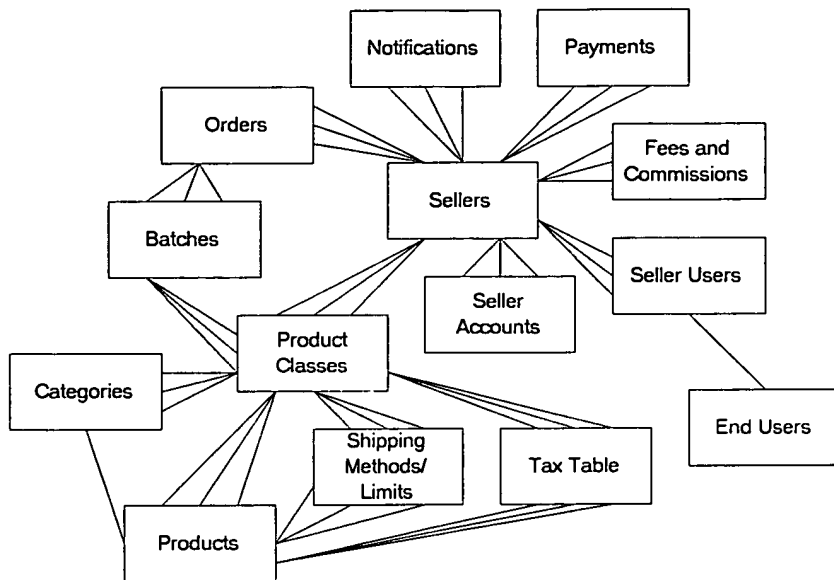 Notifications
Payments
Orders
Fees and
Commissions
Sellers
Batches
Seller Users
Seller
Accounts
Product
Classes
Categories
End Users
Shipping
Methods/
Limits
Tax Table
Products